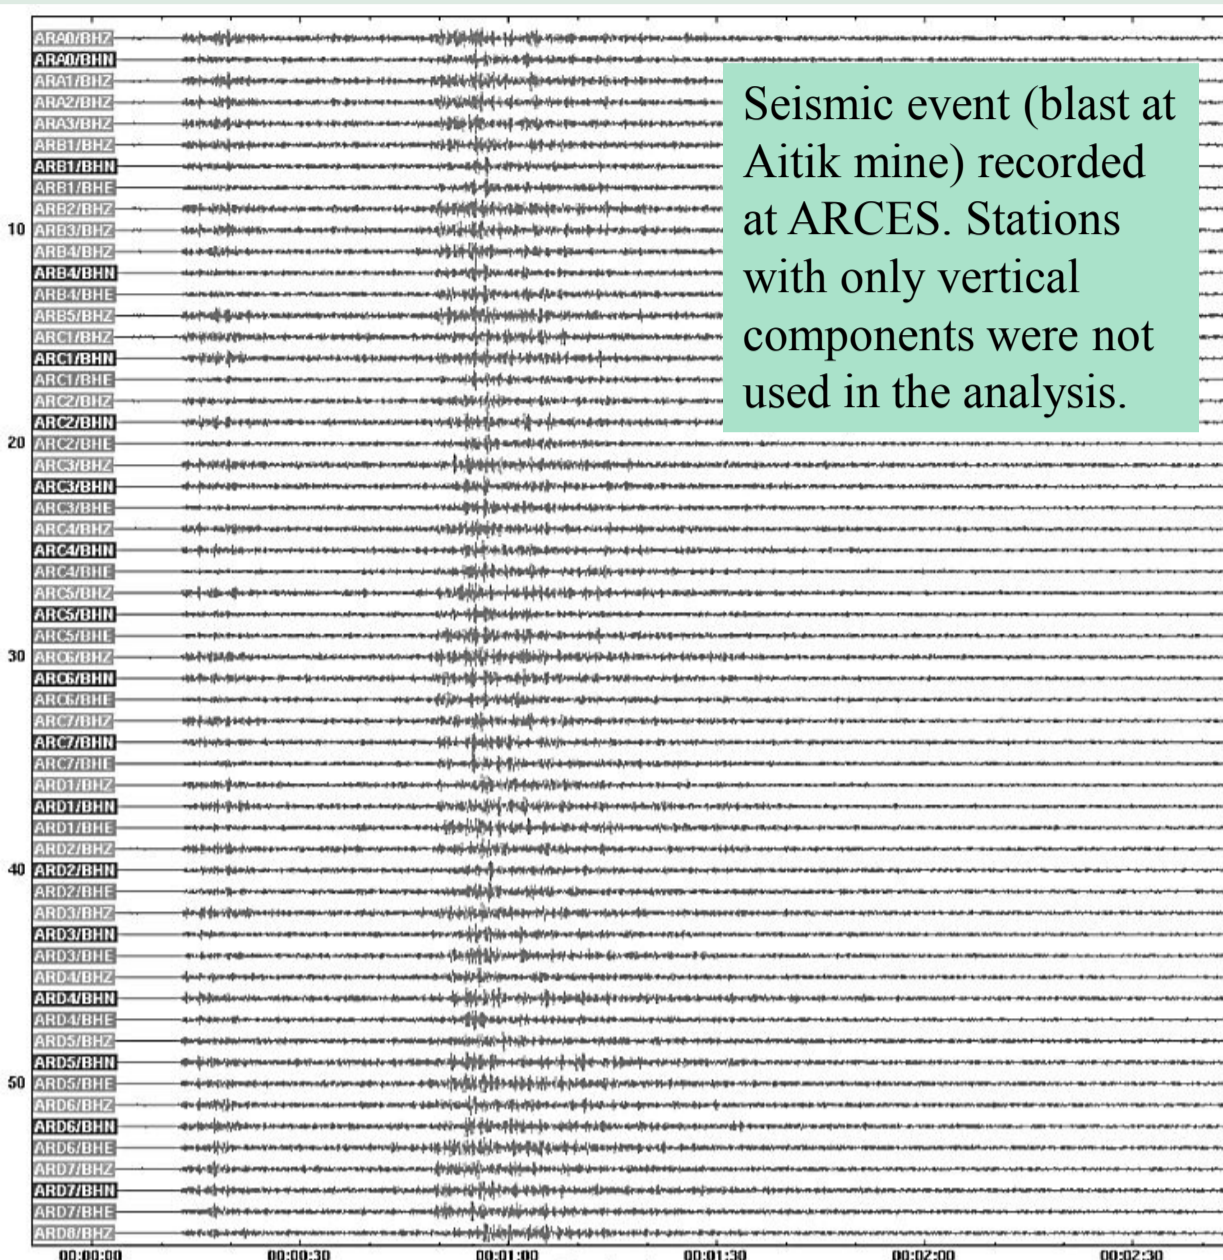 ARA0/BHZ
ARA0/BHN
ARA1/BHZ
ARA2/BHZ
ARA3/BHZ
ARB1/BHZ
ARB1/BHN
ARB1/BHE
ARB2/BHZ
10 ARB3/BHZ
ARB4/BHZ
ARB4/BHN
ARB4/BHE
ARB5/BHZ
ARC1/BHZ
ARC1/BHN
ARC1/BHE
ARC2/BHZ
ARC2/BHN
20 ARC2/BHE
ARC3/BHZ
ARC3/BHN
ARC3/BHE
ARC4/BHZ
ARC4/BHN
ARC4/BHE
ARC5/BHZ
ARC5/BHN
ARC5/BHE
30 ARC6/BHZ
ARC6/BHN
ARC6/BHE
ARC7/BHZ
ARC7/BHN
ARC7/BHE
ARD1/BHZ
ARD1/BHN
ARD1/BHE
ARD2/BHZ
40 ARD2/BHN
ARD2/BHE
ARD3/BHZ
ARD3/BHN
ARD3/BHE
ARD4/BHZ
ARD4/BHN
ARD4/BHE
ARD5/BHZ
ARD5/BHN
50 ARD5/BHE
ARD6/BHZ
ARD6/BHN
ARD6/BHE
ARD7/BHZ
ARD7/BHN
ARD7/BHE
ARD8/BHZ
00:00:00 00:00:30 00:01:00 00:01:30 00:02:00 00:02:30
Seismic event (blast at
Aitik mine) recorded
at ARCES. Stations
with only vertical
components were not
used in the analysis.